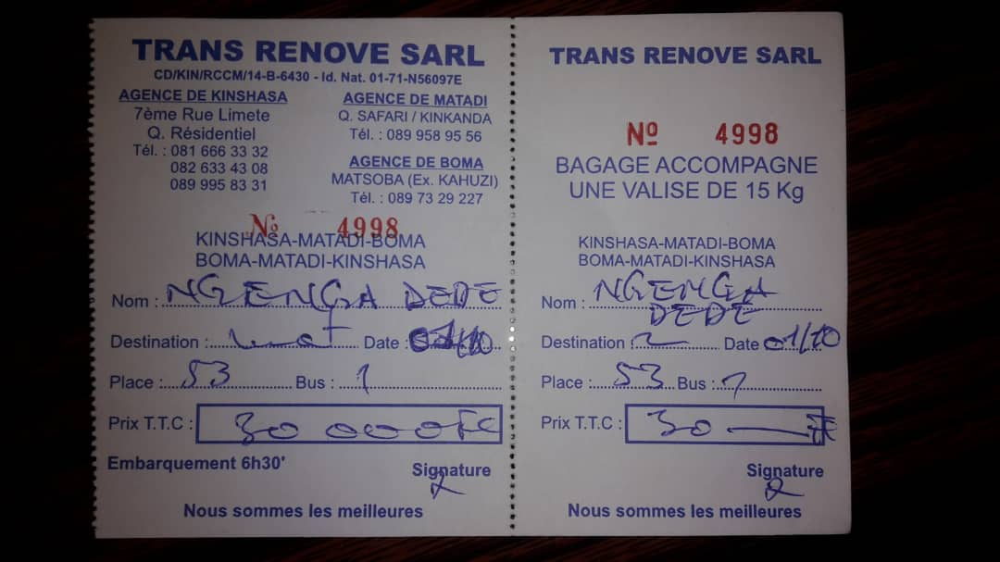 TRANS RENOVE SARL
CD/KIN/RCCM/14-B-6430 - Id. Nat. 01-71-N56097E
AGENCE DE KINSHASA
7ème Rue Limete
Q. Résidentiel
Tél. : 081 666 33 32
082 633 43 08
089 995 83 31
AGENCE DE MATADI
Q. SAFARI / KINKANDA
Tél. : 089 958 95 56
AGENCE DE BOMA
MATSOBA (Ex. KAHUZI)
Tél. : 089 73 29 227
№ 4998
KINSHASA-MATADI-BOMA
BOMA-MATADI-KINSHASA
Nom : NGENGA DEDE
Destination :
Date : 01/10
Place : 53 Bus : 1
Prix T.T.C : 30 000FC
Embarquement 6h30'
Signature
Nous sommes les meilleures
TRANS RENOVE SARL
№ 4998
BAGAGE ACCOMPAGNE
UNE VALISE DE 15 Kg
KINSHASA-MATADI-BOMA
BOMA-MATADI-KINSHASA
Nom : NGENGA
DEDE
Destination : Date 01/10
Place : 53 Bus : 1
Prix T.T.C : 30
Signature
Nous sommes les meilleures